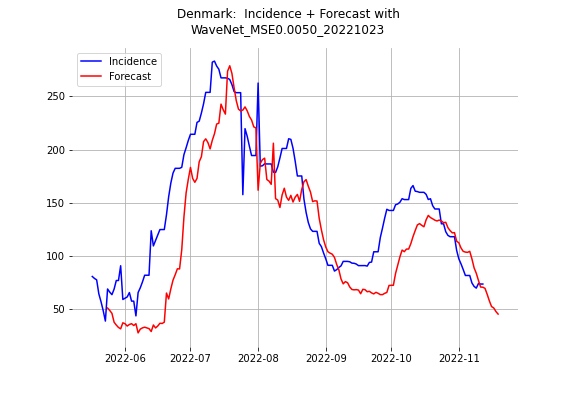 Denmark:  Incidence + Forecast with
WaveNet_MSE0.0050_20221023
Incidence
Forecast
250
200
150
100
50
2022-06
2022-07
2022-08
2022-09
2022-10
2022-11